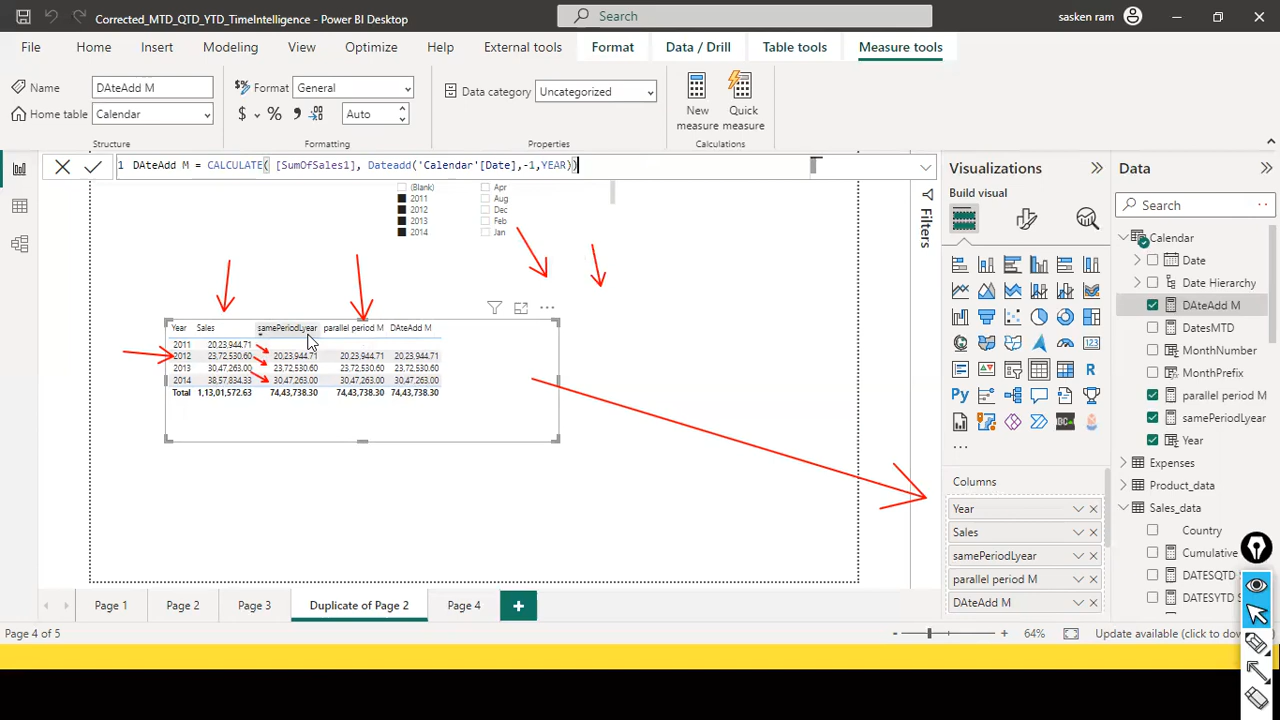 Corrected_MTD_QTD_YTD_TimeIntelligence - Power BI Desktop
Search
sasken ram
File
Home
Insert
Modeling
View
Optimize
Help
External tools
Format
Data / Drill
Table tools
Measure tools
Name
DAteAdd M
Home table
Calendar
Structure
Format
General
$ % Auto
Formatting
Data category
Uncategorized
Properties
New measure
Quick measure
Calculations
1 DAteAdd M = CALCULATE( [SumOfSales1], Dateadd('Calendar'[Date],-1,YEAR))
(Blank)
2011
2012
2013
2014
Apr
Aug
Dec
Feb
Jan
Year Sales samePeriodLyear parallel period M DAteAdd M
2011 20,23,944.71
2012 23,72,530.60 20,23,944.71 20,23,944.71 20,23,944.71
2013 30,47,263.00 23,72,530.60 23,72,530.60 23,72,530.60
2014 38,57,834.33 30,47,263.00 30,47,263.00 30,47,263.00
Total 1,13,01,572.63 74,43,738.30 74,43,738.30 74,43,738.30
Filters
Visualizations
Build visual
R
Py
Columns
Year
Sales
samePeriodLyear
parallel period M
DAteAdd M
Data
Search
Calendar
Date
Date Hierarchy
DAteAdd M
DatesMTD
MonthNumber
MonthPrefix
parallel period M
samePeriodLyear
Year
Expenses
Product_data
Sales_data
Country
Cumulative
DATESQTD
DATESYTD
Page 1
Page 2
Page 3
Duplicate of Page 2
Page 4
Page 4 of 5
64%
Update available (click to dow